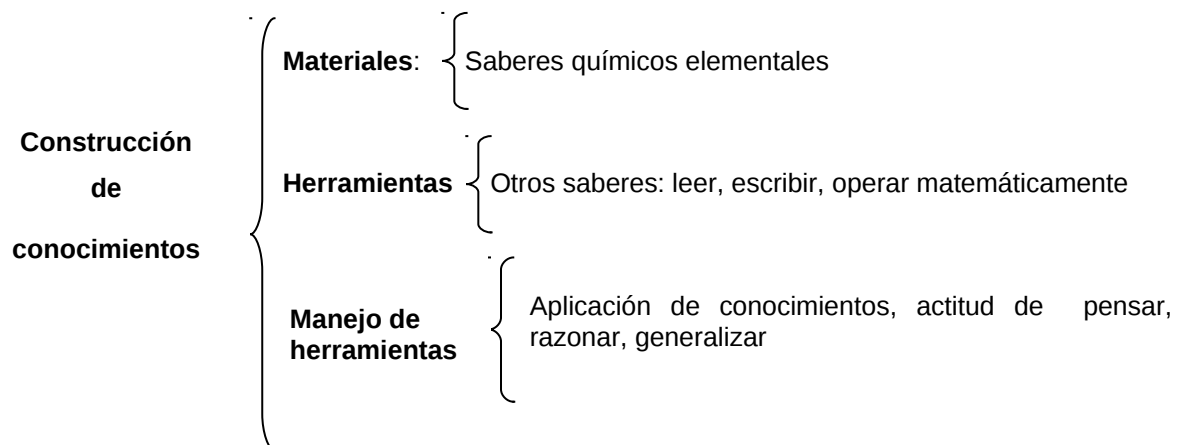 Materiales: Saberes químicos elementales
Construcción
de
conocimientos
Herramientas Otros saberes: leer, escribir, operar matemáticamente
Manejo de
herramientas
Aplicación de conocimientos, actitud de pensar,
razonar, generalizar